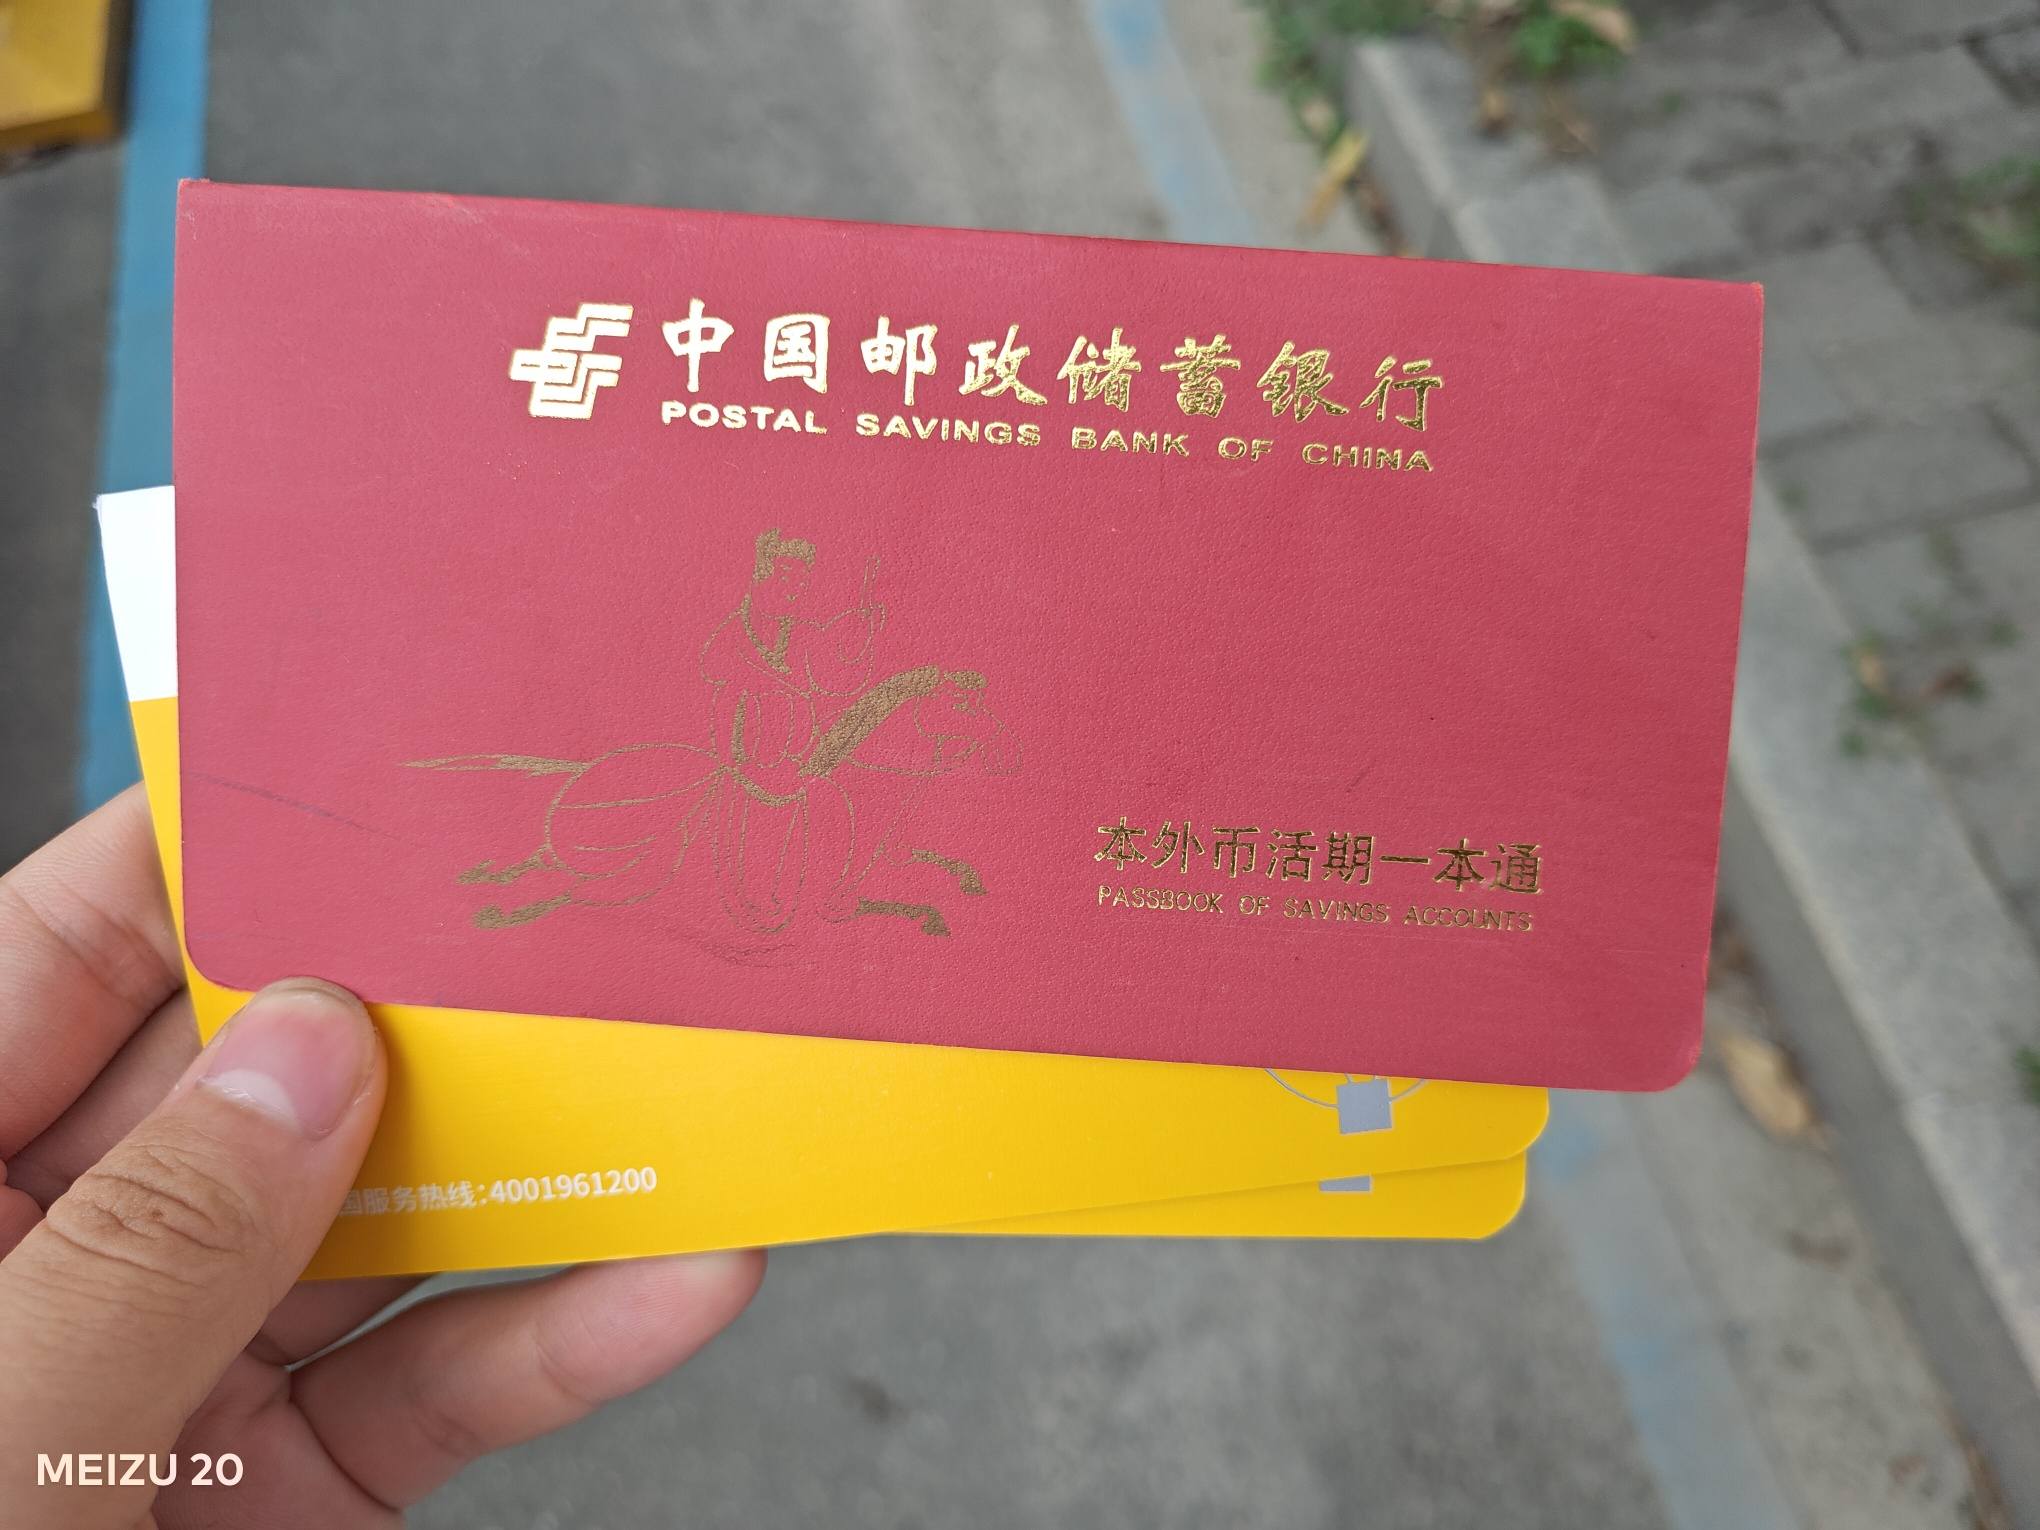 中国邮政储蓄银行
POSTAL SAVINGS BANK OF CHINA
本外币活期一本通
PASSBOOK OF SAVINGS ACCOUNTS
国服务热线:4001961200
MEIZU 20